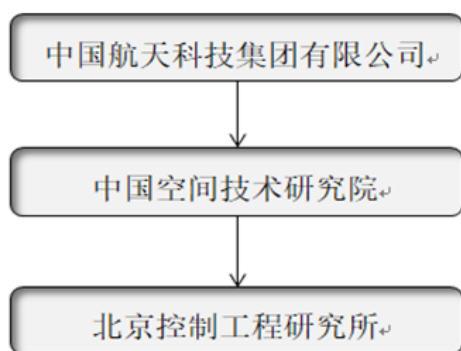 中国航天科技集团有限公司
中国空间技术研究院
北京控制工程研究所